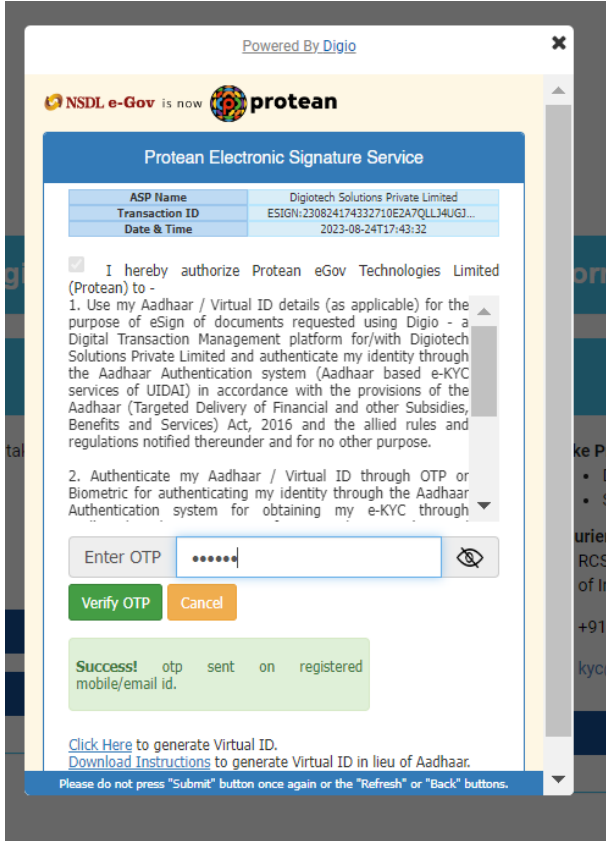 Powered By Digio
NSDL e-Gov is now protean
Protean Electronic Signature Service
ASP Name Digiotech Solutions Private Limited
Transaction ID ESIGN:230824174332710E2A7QLLJ4UGJ...
Date & Time 2023-08-24T17:43:32
I hereby authorize Protean eGov Technologies Limited
(Protean) to -
1. Use my Aadhaar / Virtual ID details (as applicable) for the
purpose of eSign of documents requested using Digio - a
Digital Transaction Management platform for/with Digiotech
Solutions Private Limited and authenticate my identity through
the Aadhaar Authentication system (Aadhaar based e-KYC
services of UIDAI) in accordance with the provisions of the
Aadhaar (Targeted Delivery of Financial and other Subsidies,
Benefits and Services) Act, 2016 and the allied rules and
regulations notified thereunder and for no other purpose.
2. Authenticate my Aadhaar / Virtual ID through OTP or
Biometric for authenticating my identity through the Aadhaar
Authentication system for obtaining my e-KYC through
Enter OTP ••••••
Verify OTP Cancel
Success! otp sent on registered
mobile/email id.
Click Here to generate Virtual ID.
Download Instructions to generate Virtual ID in lieu of Aadhaar.
Please do not press "Submit" button once again or the "Refresh" or "Back" buttons.
RCS
of I
+91
kyc